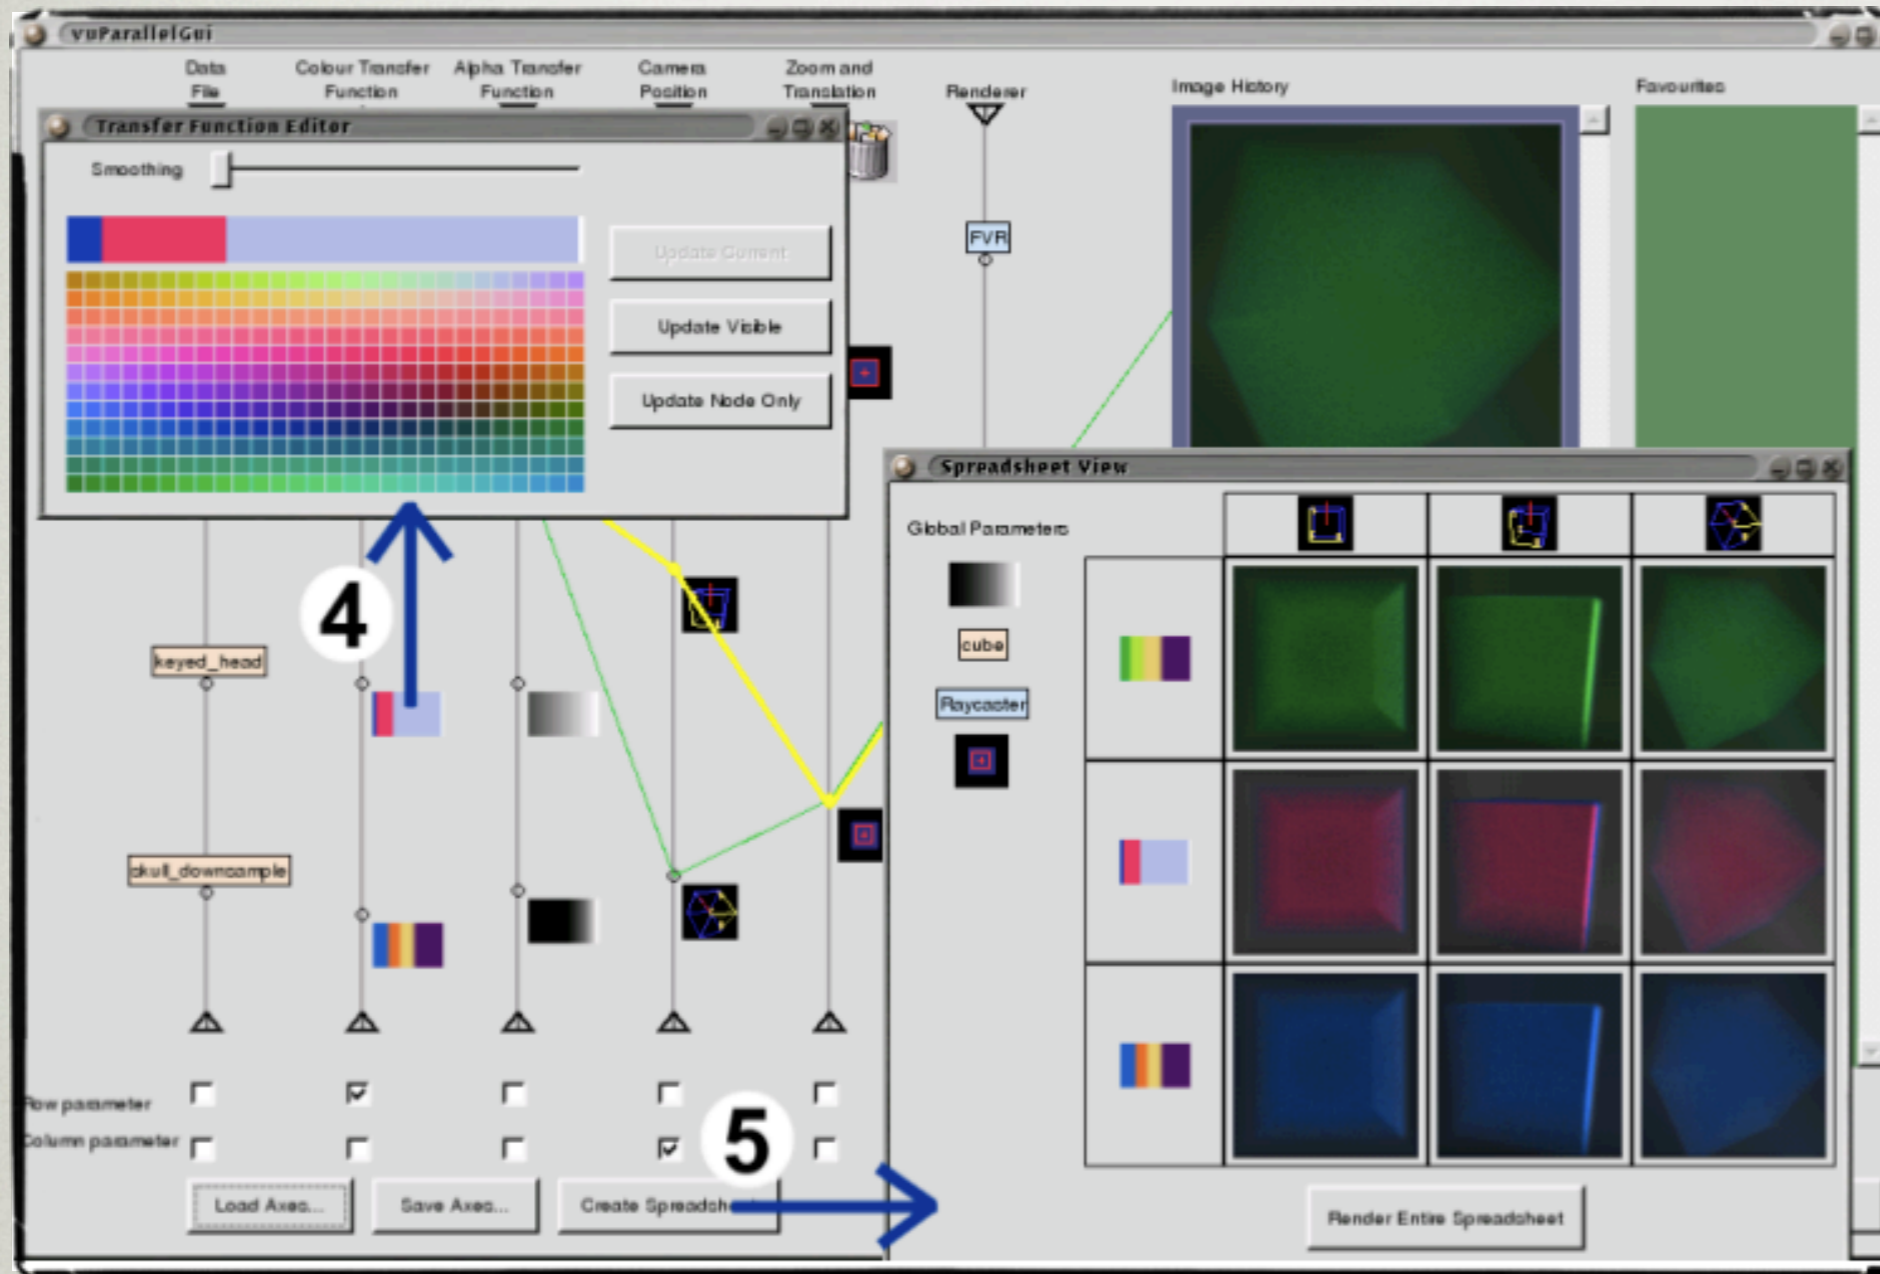 vuParallelGui
Data
File
Colour Transfer
Function
Alpha Transfer
Function
Camera
Position
Zoom and
Translation
Renderer
Image History
Favourites
Transfer Function Editor
Smoothing
Update Current
Update Visible
Update Node Only
FVR
Spreadsheet View
Global Parameters
cube
Raycaster
4
keyed_head
skull_downsample
Row parameter
Column parameter
5
Load Axes...
Save Axes...
Create Spreadsh
Render Entire Spreadsheet